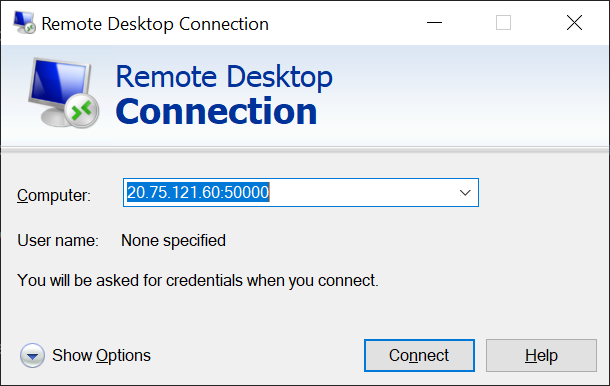 Remote Desktop Connection
Remote Desktop
Connection
Computer: 20.75.121.60:50000
User name: None specified
You will be asked for credentials when you connect.
Show Options Connect Help